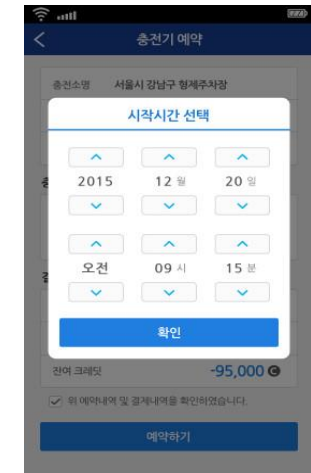 충전기 예약
충전소명 서울시 강남구 형제주차장
시작시간 선택
2015 12 월 20 일
오전 09 시 15 분
확인
잔여 크레딧 -95,000 C
위 예약내역 및 결제내역을 확인하였습니다.
예약하기